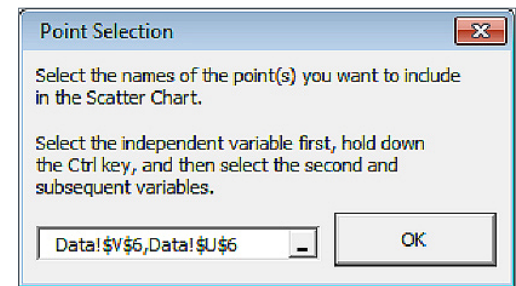 Point Selection
Select the names of the point(s) you want to include
in the Scatter Chart.
Select the independent variable first, hold down
the Ctrl key, and then select the second and
subsequent variables.
Data!$V$6,Data!$U$6
OK